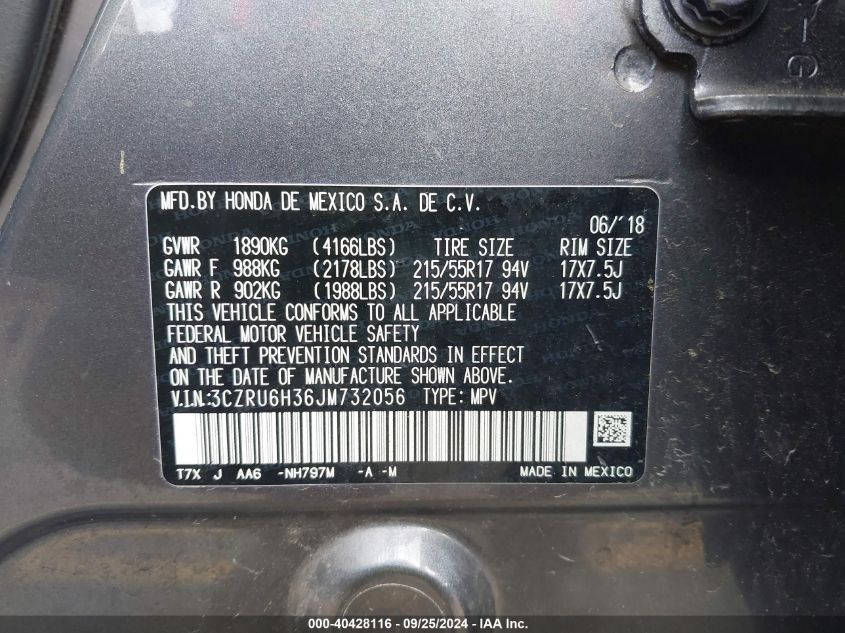 MFD.BY HONDA DE MEXICO S.A. DE C.V.
06/'18
GVWR 1890KG (4166LBS) TIRE SIZE RIM SIZE
GAWR F 988KG (2178LBS) 215/55R17 94V 17X7.5J
GAWR R 902KG (1988LBS) 215/55R17 94V 17X7.5J
THIS VEHICLE CONFORMS TO ALL APPLICABLE
FEDERAL MOTOR VEHICLE SAFETY
AND THEFT PREVENTION STANDARDS IN EFFECT
ON THE DATE OF MANUFACTURE SHOWN ABOVE.
V.I.N.:3CZRU6H36JM732056 TYPE: MPV
T7X J AA6 -NH797M -A -M MADE IN MEXICO
000-40428116 - 09/25/2024 - IAA Inc.